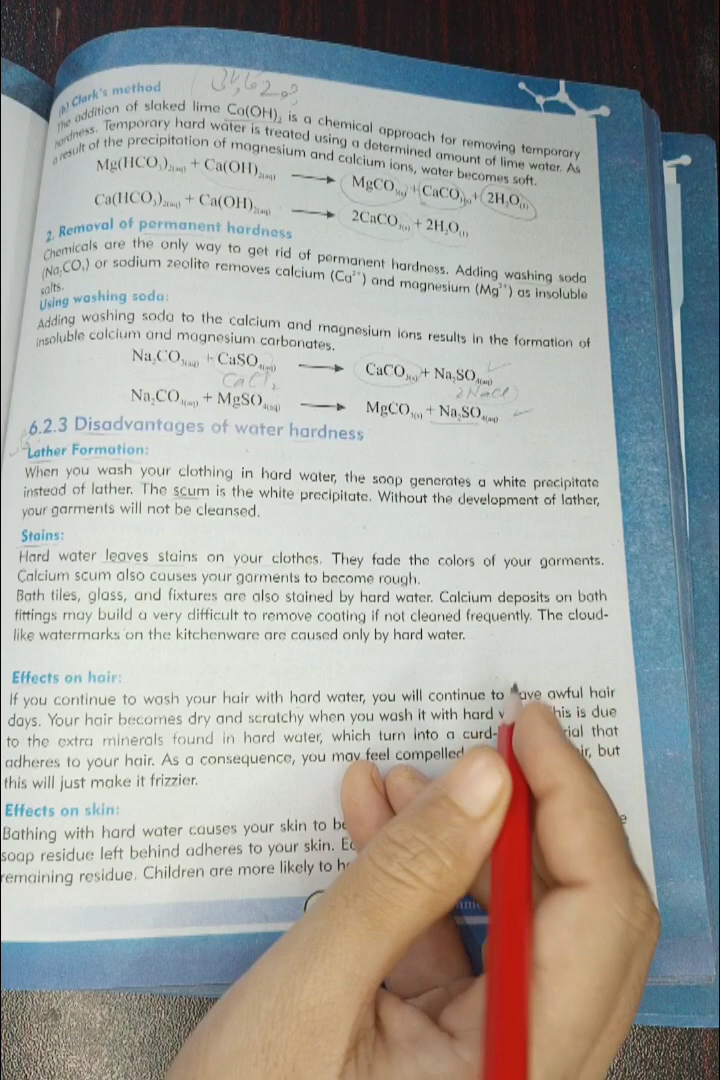 (b) Clark's method
The addition of slaked lime Ca(OH)₂ is a chemical approach for removing temporary
hardness. Temporary hard water is treated using a determined amount of lime water. As
a result of the precipitation of magnesium and calcium ions, water becomes soft.
Mg(HCO₃)₂(aq) + Ca(OH)₂(aq) ⟶ MgCO₃(s) + CaCO₃(s) + 2H₂O(l)
Ca(HCO₃)₂(aq) + Ca(OH)₂(aq) ⟶ 2CaCO₃(s) + 2H₂O(l)
2. Removal of permanent hardness
Chemicals are the only way to get rid of permanent hardness. Adding washing soda
(Na₂CO₃) or sodium zeolite removes calcium (Ca²⁺) and magnesium (Mg²⁺) as insoluble
salts.
Using washing soda:
Adding washing soda to the calcium and magnesium ions results in the formation of
insoluble calcium and magnesium carbonates.
Na₂CO₃(aq) + CaSO₄(aq) ⟶ CaCO₃(s) + Na₂SO₄(aq)
CaCl₂ 2NaCl
Na₂CO₃(aq) + MgSO₄(aq) ⟶ MgCO₃(s) + Na₂SO₄(aq)
6.2.3 Disadvantages of water hardness
Lather Formation:
When you wash your clothing in hard water, the soap generates a white precipitate
instead of lather. The scum is the white precipitate. Without the development of lather,
your garments will not be cleansed.
Stains:
Hard water leaves stains on your clothes. They fade the colors of your garments.
Calcium scum also causes your garments to become rough.
Bath tiles, glass, and fixtures are also stained by hard water. Calcium deposits on bath
fittings may build a very difficult to remove coating if not cleaned frequently. The cloud-
like watermarks on the kitchenware are caused only by hard water.
Effects on hair:
If you continue to wash your hair with hard water, you will continue to have awful hair
days. Your hair becomes dry and scratchy when you wash it with hard his is due
to the extra minerals found in hard water, which turn into a curd- rial that
adheres to your hair. As a consequence, you may feel compelled ir, but
this will just make it frizzier.
Effects on skin:
Bathing with hard water causes your skin to be e
soap residue left behind adheres to your skin.
remaining residue. Children are more likely to